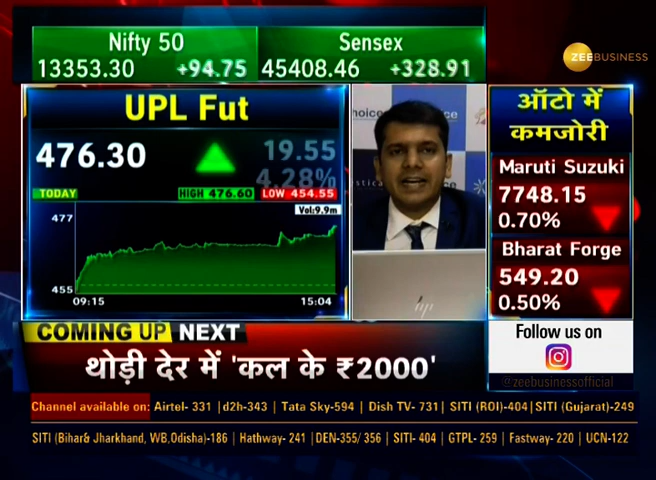 Nifty 50
13353.30 +94.75
Sensex
45408.46 +328.91
ZEEBUSINESS
UPL Fut
476.30
19.55
4.28%
TODAY
HIGH 476.60 LOW 454.55
Vol:9.9m
477
455
09:15 15:04
hp
ऑटो में
कमजोरी
Maruti Suzuki
7748.15
0.70%
Bharat Forge
549.20
0.50%
COMING UP NEXT
थोड़ी देर में 'कल के ₹2000'
Follow us on
@zeebusinessofficial
Channel available on: Airtel- 331 | d2h-343 | Tata Sky-594 | Dish TV- 731| SITI (ROI)-404| SITI (Gujarat)-249
SITI (Bihar& Jharkhand, WB,Odisha)-186 | Hathway- 241 |DEN-355/ 356 | SITI- 404 | GTPL- 259 | Fastway- 220 | UCN-122